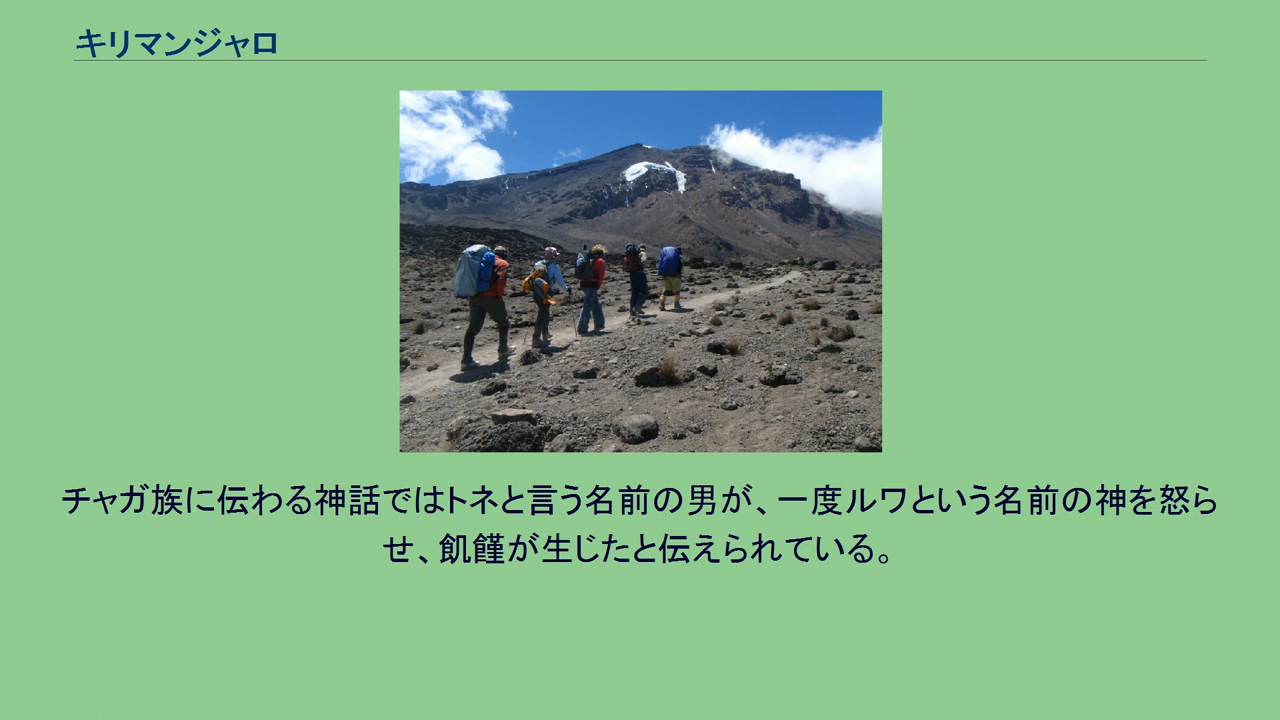 キリマンジャロ
チャガ族に伝わる神話ではトネと言う名前の男が、一度ルワという名前の神を怒ら
せ、飢饉が生じたと伝えられている。